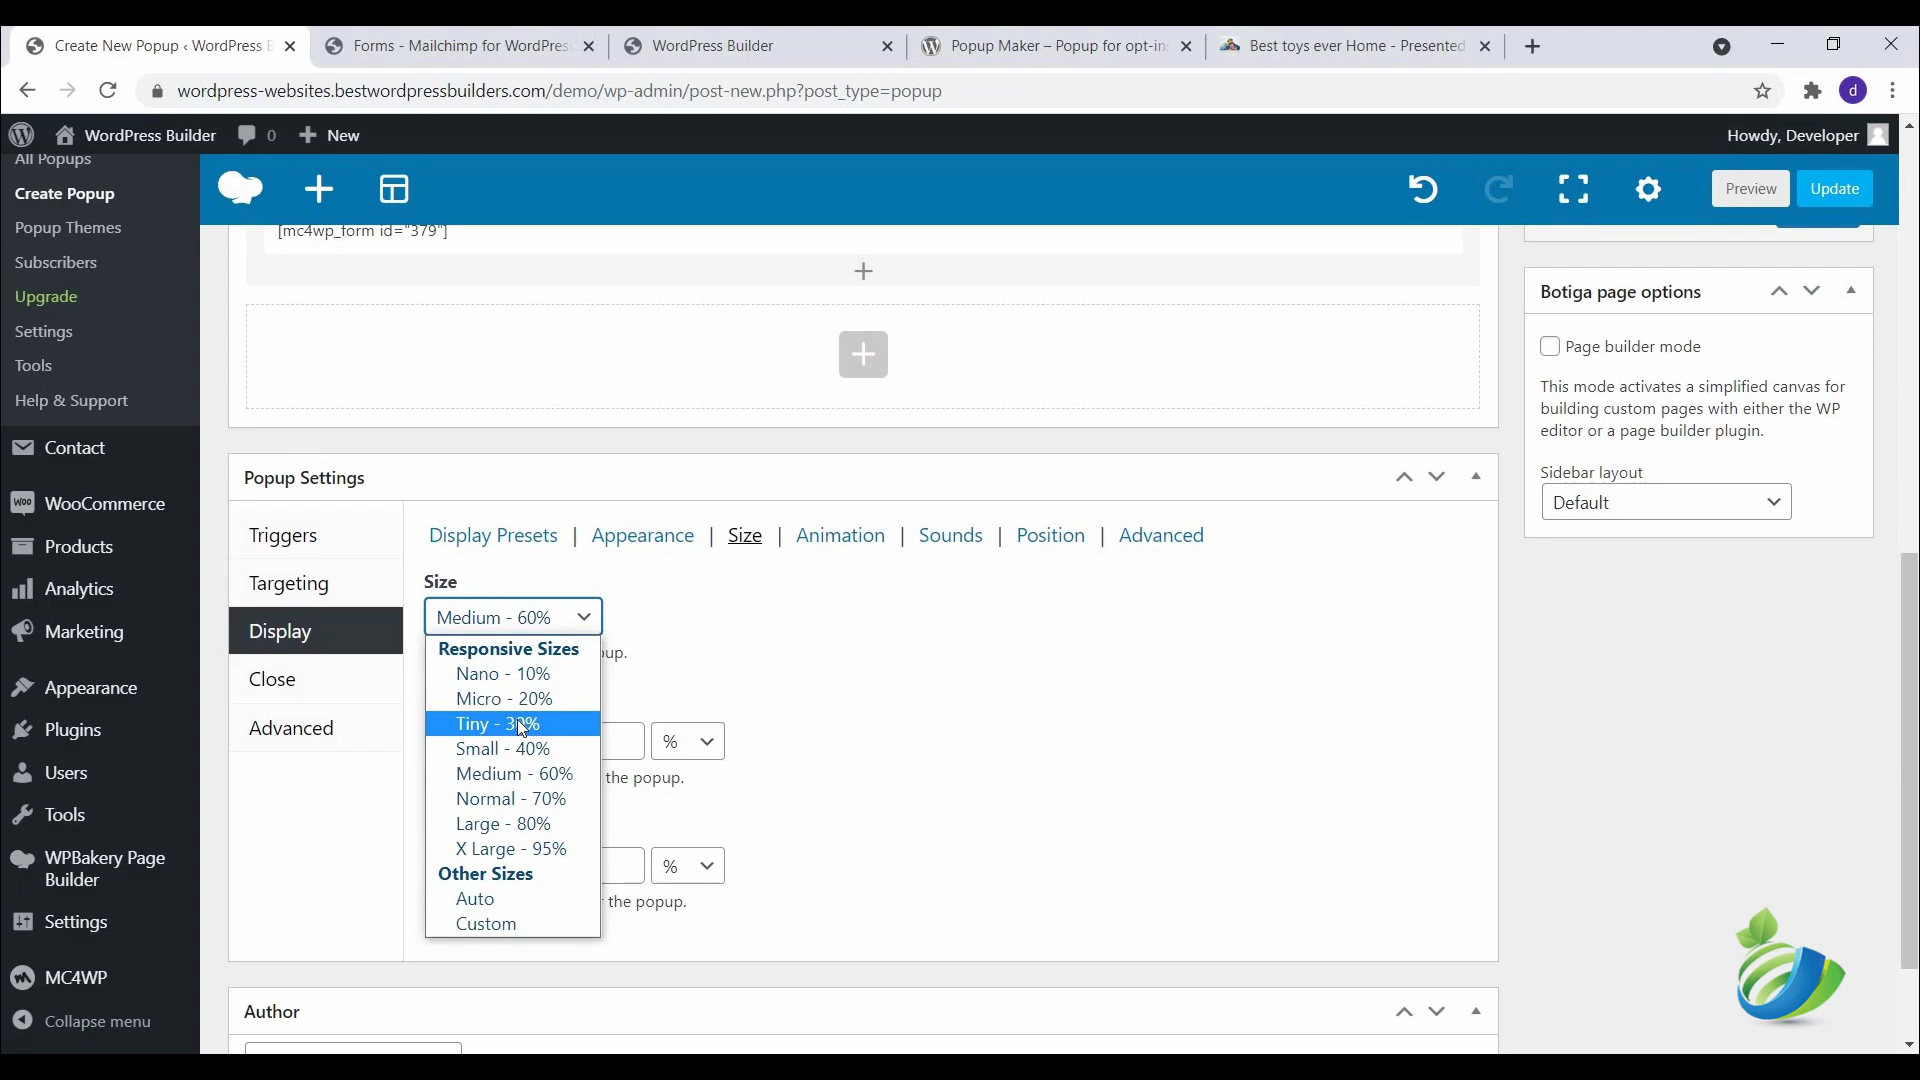 Create New Popup ‹ WordPress B
Forms - Mailchimp for WordPres
WordPress Builder
Popup Maker – Popup for opt-in
Best toys ever Home - Presented
wordpress-websites.bestwordpressbuilders.com/demo/wp-admin/post-new.php?post_type=popup
d
WordPress Builder
0
New
Howdy, Developer
All Popups
Create Popup
Popup Themes
Subscribers
Upgrade
Settings
Tools
Help & Support
Contact
WooCommerce
Products
Analytics
Marketing
Appearance
Plugins
Users
Tools
WPBakery Page
Builder
Settings
MC4WP
Collapse menu
Preview
Update
[mc4wp_form id="379"]
Popup Settings
Triggers
Targeting
Display
Close
Advanced
Display Presets | Appearance | Size | Animation | Sounds | Position | Advanced
Size
Medium - 60%
Responsive Sizes
Nano - 10%
Micro - 20%
Tiny - 30%
Small - 40%
Medium - 60%
Normal - 70%
Large - 80%
X Large - 95%
Other Sizes
Auto
Custom
%
the popup.
%
the popup.
Author
Botiga page options
Page builder mode
This mode activates a simplified canvas for
building custom pages with either the WP
editor or a page builder plugin.
Sidebar layout
Default